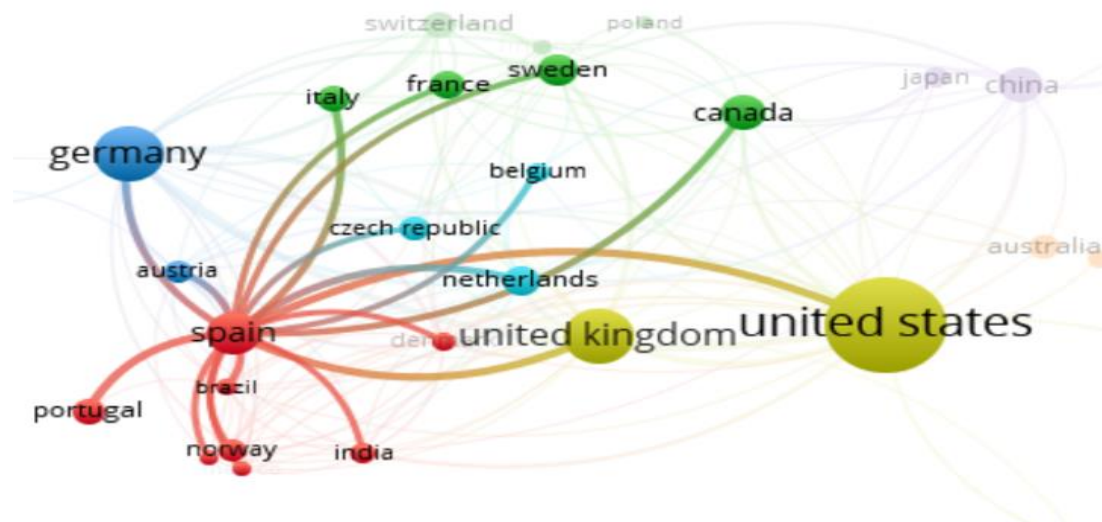 switzerland
poland
sweden
france
italy
japan
china
canada
germany
belgium
czech republic
australia
austria
netherlands
spain
denmark
united kingdom
united states
brazil
portugal
norway
india